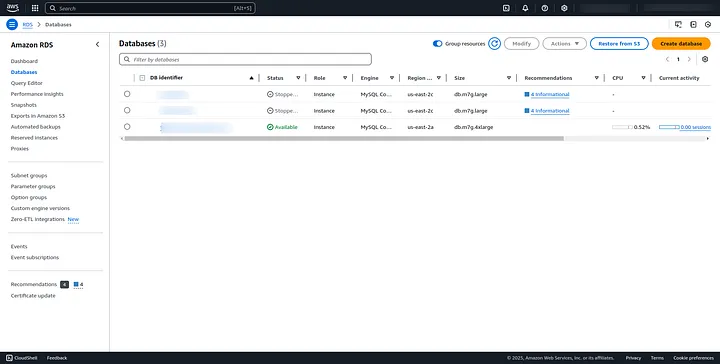 aws
Search
[Alt+S]
RDS > Databases
Amazon RDS
Dashboard
Databases
Query Editor
Performance Insights
Snapshots
Exports in Amazon S3
Automated backups
Reserved instances
Proxies
Subnet groups
Parameter groups
Option groups
Custom engine versions
Zero-ETL integrations New
Events
Event subscriptions
Recommendations 4 4
Certificate update
Databases (3)
Group resources
Modify
Actions
Restore from S3
Create database
Filter by databases
1
DB identifier Status Role Engine Region ... Size Recommendations CPU Current activity
Stoppe... Instance MySQL Co... us-east-2c db.m7g.large 4 Informational -
Stoppe... Instance MySQL Co... us-east-2c db.m7g.large 4 Informational -
Available Instance MySQL Co... us-east-2a db.m7g.4xlarge 0.52% 0.00 sessions
CloudShell Feedback © 2025, Amazon Web Services, Inc. or its affiliates. Privacy Terms Cookie preferences